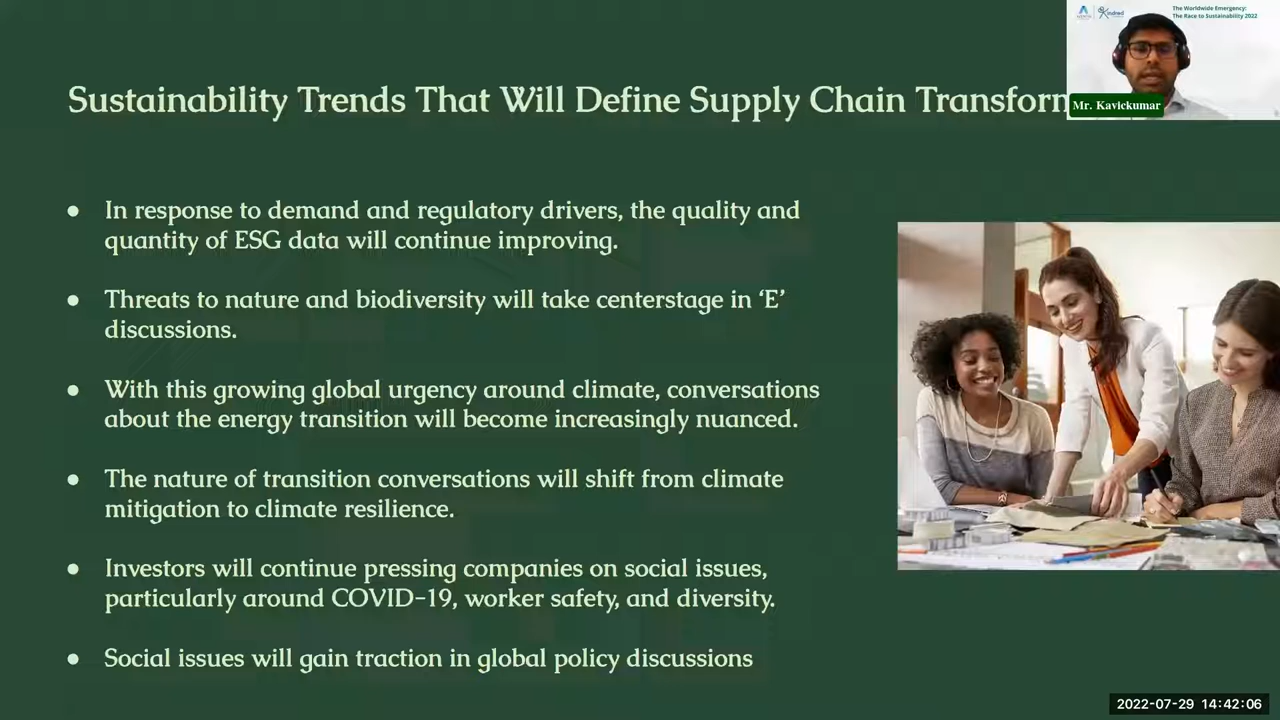 The Worldwide Emergency:
The Race to Sustainability 2022
Mr. Kavickumar
Sustainability Trends That Will Define Supply Chain
● In response to demand and regulatory drivers, the quality and
quantity of ESG data will continue improving.
● Threats to nature and biodiversity will take centerstage in ‘E’
discussions.
● With this growing global urgency around climate, conversations
about the energy transition will become increasingly nuanced.
● The nature of transition conversations will shift from climate
mitigation to climate resilience.
● Investors will continue pressing companies on social issues,
particularly around COVID-19, worker safety, and diversity.
● Social issues will gain traction in global policy discussions
2022-07-29 14:42:06